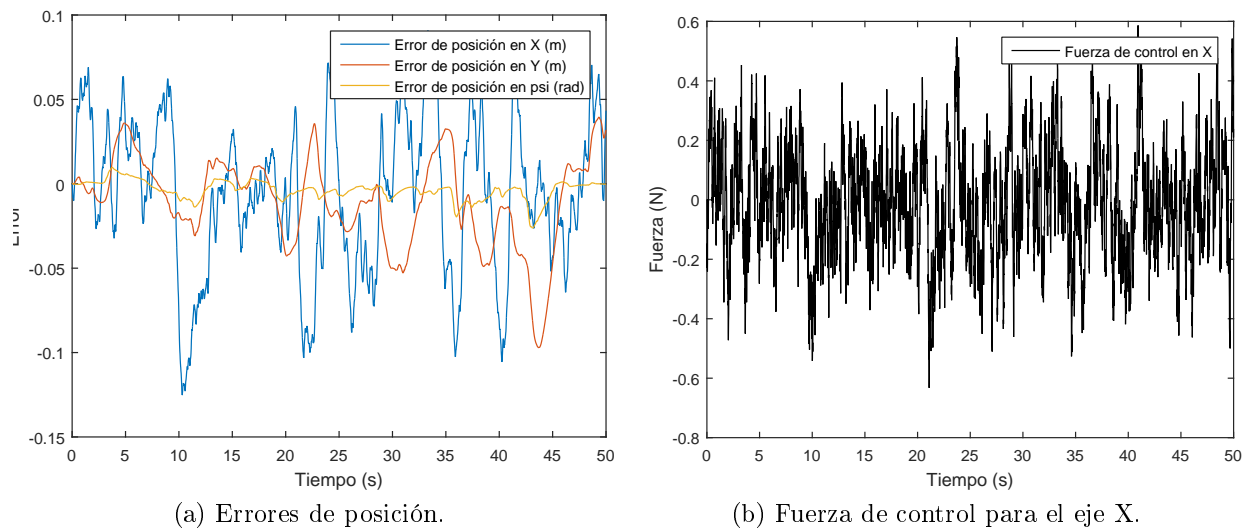 0.1
0.05
0
-0.05
-0.1
-0.15
Error
0 5 10 15 20 25 30 35 40 45 50
Tiempo (s)
Error de posición en X (m)
Error de posición en Y (m)
Error de posición en psi (rad)
(a) Errores de posición.
0.6
0.4
0.2
0
-0.2
-0.4
-0.6
-0.8
Fuerza (N)
0 5 10 15 20 25 30 35 40 45 50
Tiempo (s)
Fuerza de control en X
(b) Fuerza de control para el eje X.